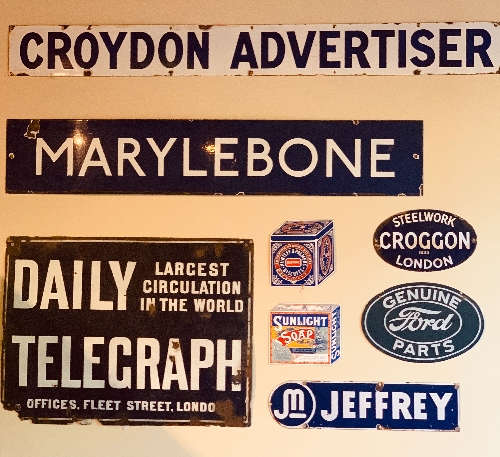 CROYDON ADVERTISER
MARYLEBONE
DAILY
LARGEST
CIRCULATION
IN THE WORLD
TELEGRAPH
OFFICES, FLEET STREET, LONDO
SUNLIGHT
SOAP
STEELWORK
CROGGON
LONDON
GENUINE
Ford
PARTS
JM JEFFREY